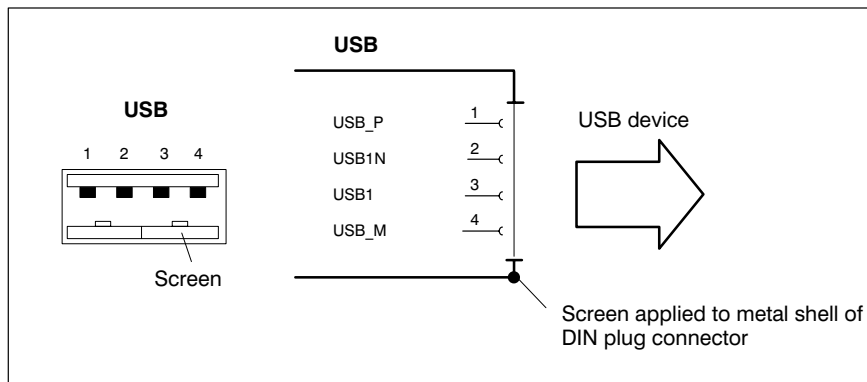 USB
USB
1 2 3 4
Screen
USB_P 1
USB1N 2
USB1 3
USB_M 4
USB device
Screen applied to metal shell of
DIN plug connector